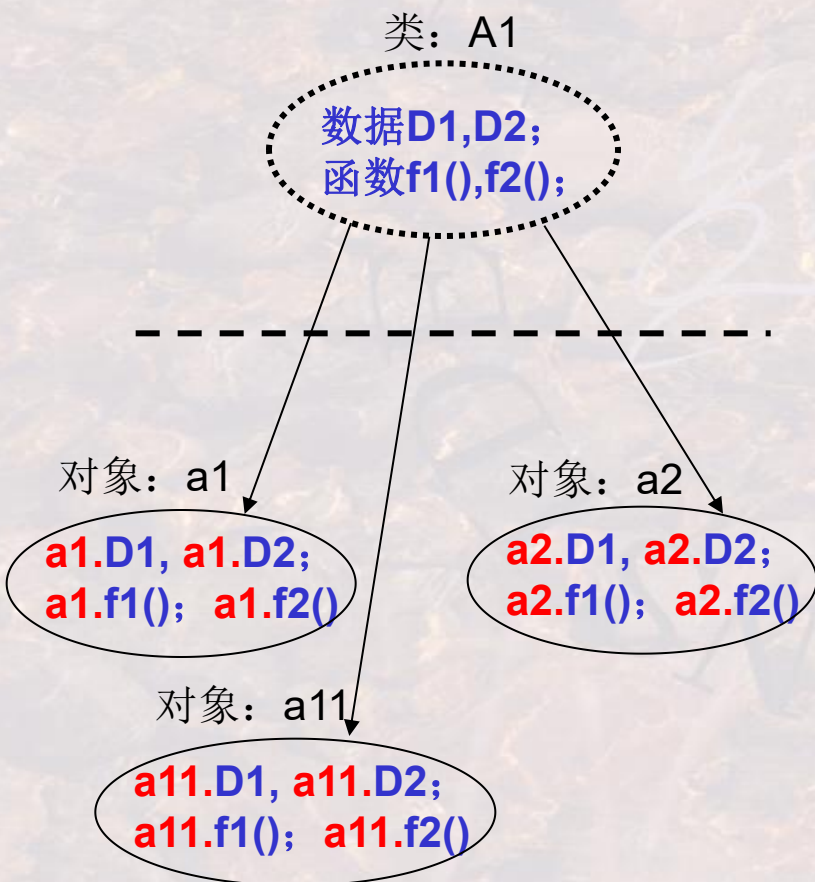 类：A1
数据D1,D2；
函数f1(),f2()；
对象：a1
a1.D1, a1.D2；
a1.f1()；a1.f2()
对象：a2
a2.D1, a2.D2；
a2.f1()；a2.f2()
对象：a11
a11.D1, a11.D2；
a11.f1()；a11.f2()